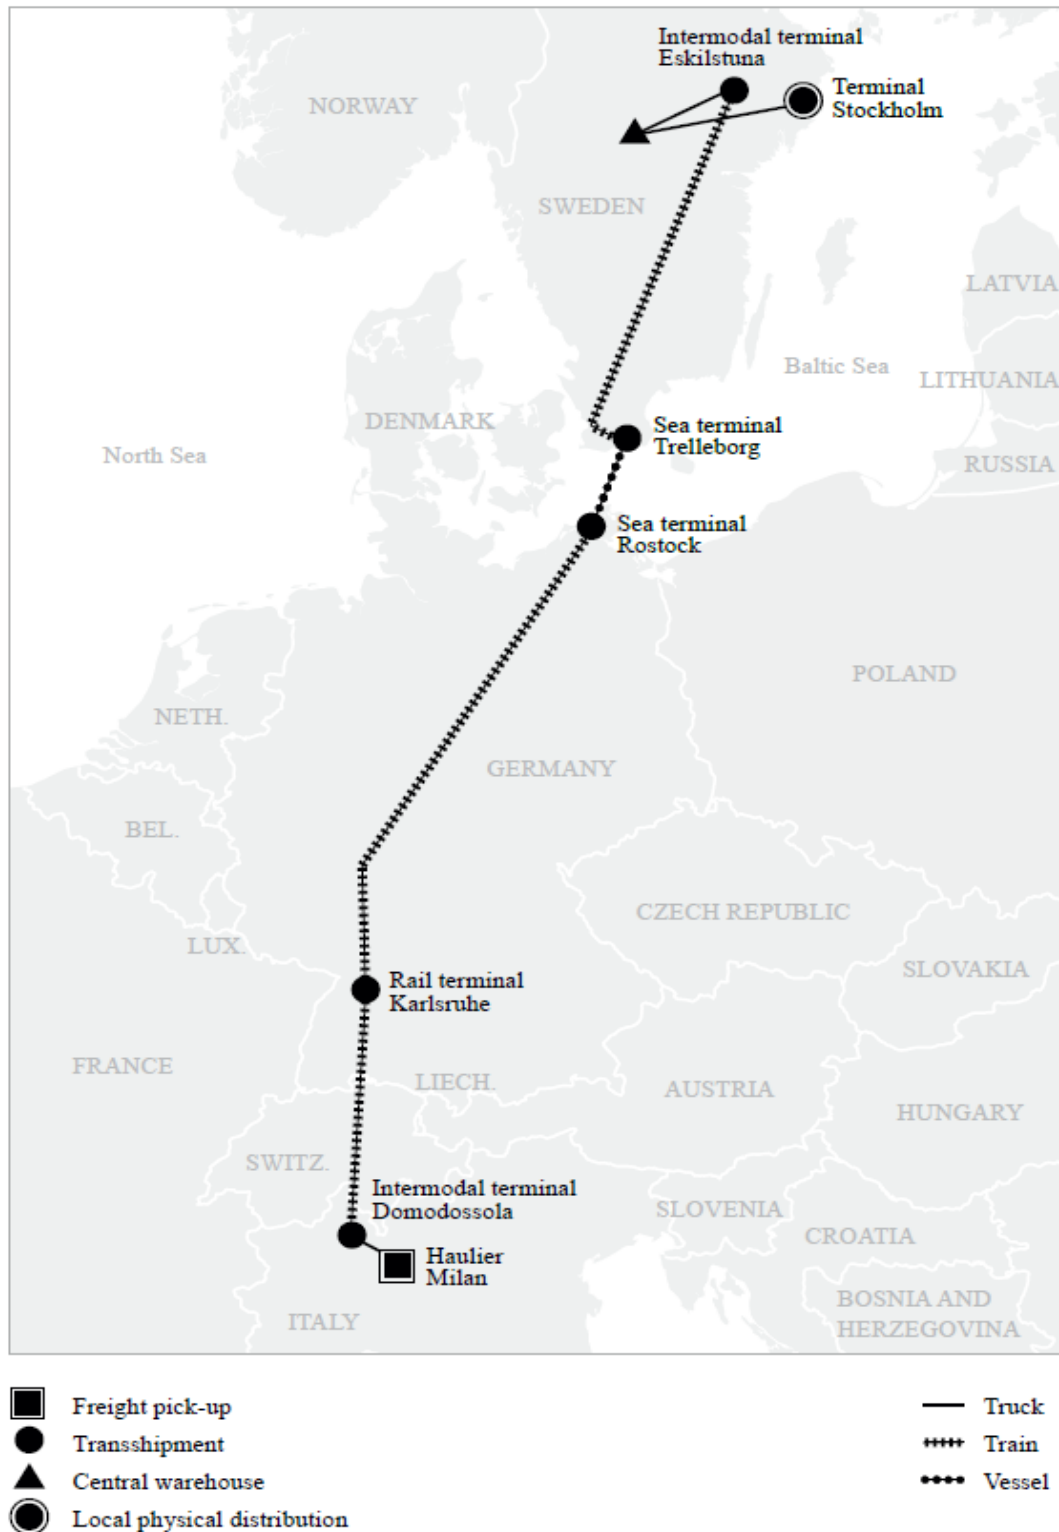 Intermodal terminal
Eskilstuna
Terminal
Stockholm
NORWAY
SWEDEN
LATVIA
Baltic Sea
LITHUANIA
DENMARK
Sea terminal
Trelleborg
North Sea
RUSSIA
Sea terminal
Rostock
POLAND
NETH.
GERMANY
BEL.
CZECH REPUBLIC
LUX.
SLOVAKIA
Rail terminal
Karlsruhe
FRANCE
LIECH.
AUSTRIA
HUNGARY
SWITZ.
Intermodal terminal
Domodossola
SLOVENIA
CROATIA
Haulier
Milan
BOSNIA AND
HERZEGOVINA
ITALY
Freight pick-up
Transshipment
Central warehouse
Local physical distribution
Truck
Train
Vessel